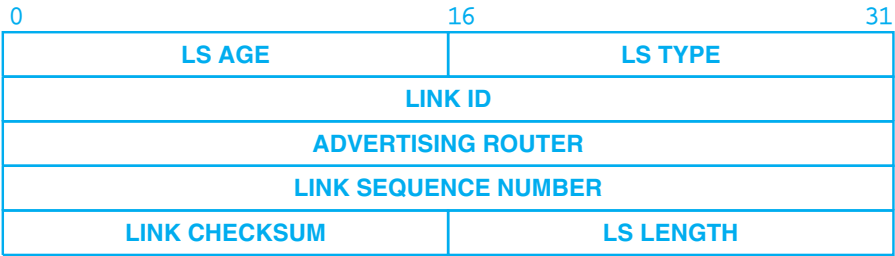 0 16 31
LS AGE LS TYPE
LINK ID
ADVERTISING ROUTER
LINK SEQUENCE NUMBER
LINK CHECKSUM LS LENGTH